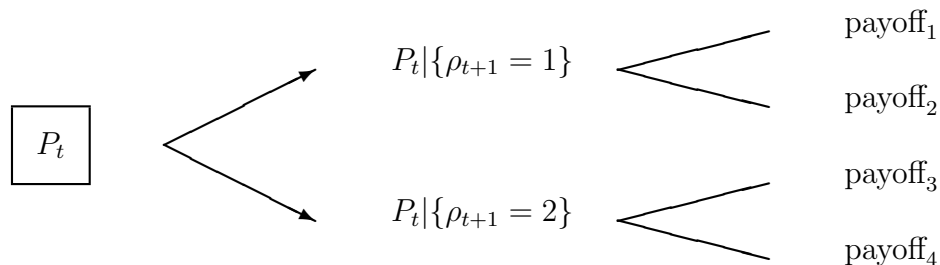 payoff₁
P_t|{ρ_{t+1} = 1}
payoff₂
P_t
payoff₃
P_t|{ρ_{t+1} = 2}
payoff₄